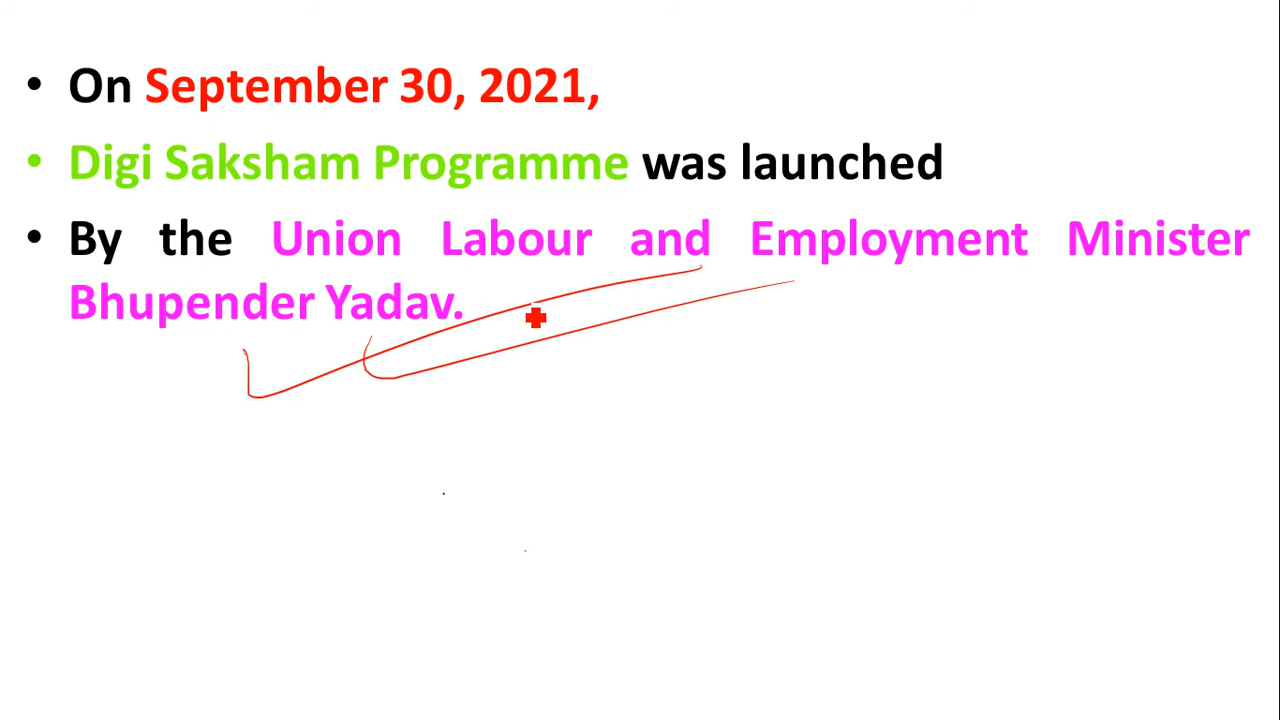 • On September 30, 2021,
• Digi Saksham Programme was launched
• By the Union Labour and Employment Minister
Bhupender Yadav.